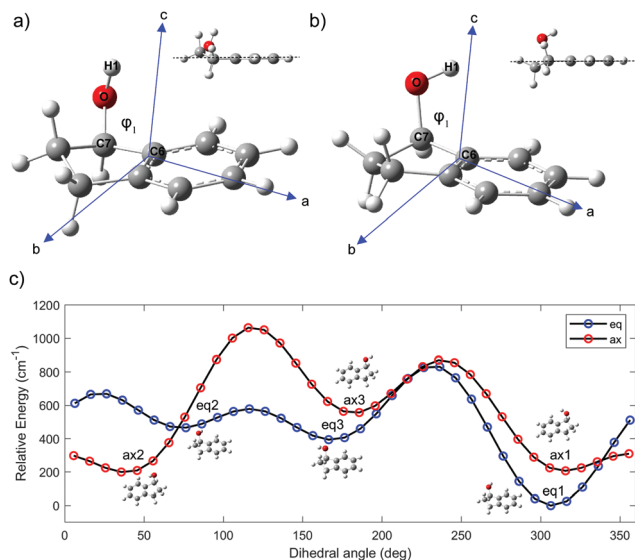 a)
c
H1
O
φ1
C7
C6
a
b
b)
c
H1
O
φ1
C7
C6
a
b
c)
Relative Energy (cm-1)
1200
1000
800
600
400
200
0
eq
ax
ax3
eq2
eq3
ax2
ax1
eq1
0 50 100 150 200 250 300 350
Dihedral angle (deg)